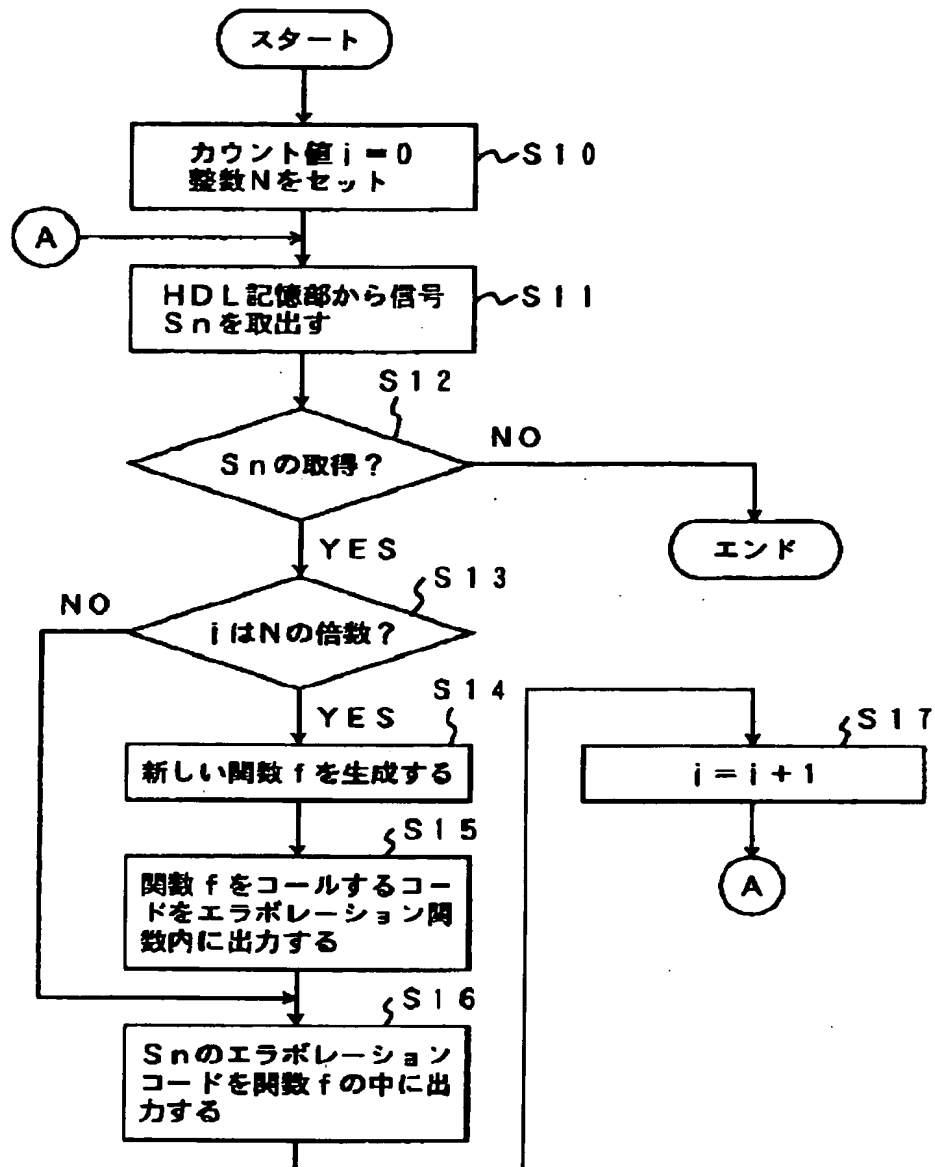 スタート
カウント値i=0
整数Nをセット
S10
A
HDL記憶部から信号
Snを取出す
S11
S12
Snの取得?
NO
エンド
YES
S13
iはNの倍数?
NO
YES
S14
新しい関数fを生成する
S15
関数fをコールするコー
ドをエラボレーション関
数内に出力する
S16
Snのエラボレーション
コードを関数fの中に出
力する
S17
i=i+1
A